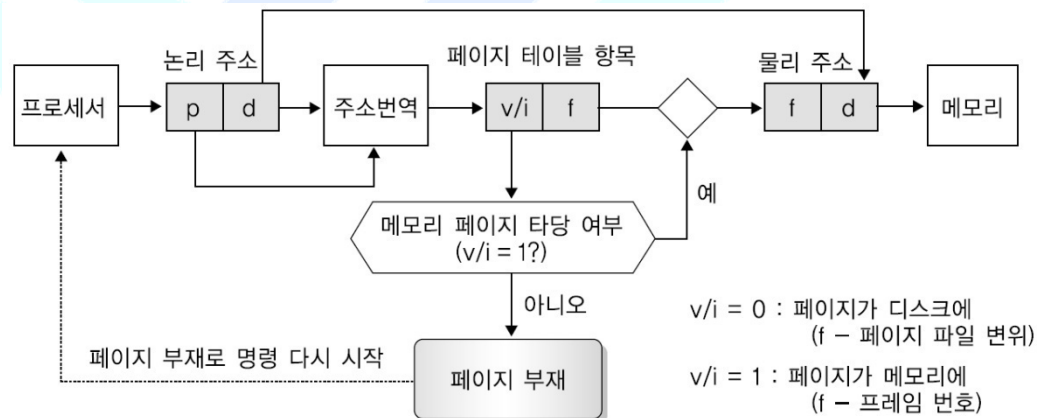 논리 주소
페이지 테이블 항목
물리 주소
프로세서
p d
주소번역
v/i f
f d
메모리
예
메모리 페이지 타당 여부
(v/i = 1?)
아니오
v/i = 0 : 페이지가 디스크에
(f – 페이지 파일 변위)
페이지 부재로 명령 다시 시작
페이지 부재
v/i = 1 : 페이지가 메모리에
(f – 프레임 번호)